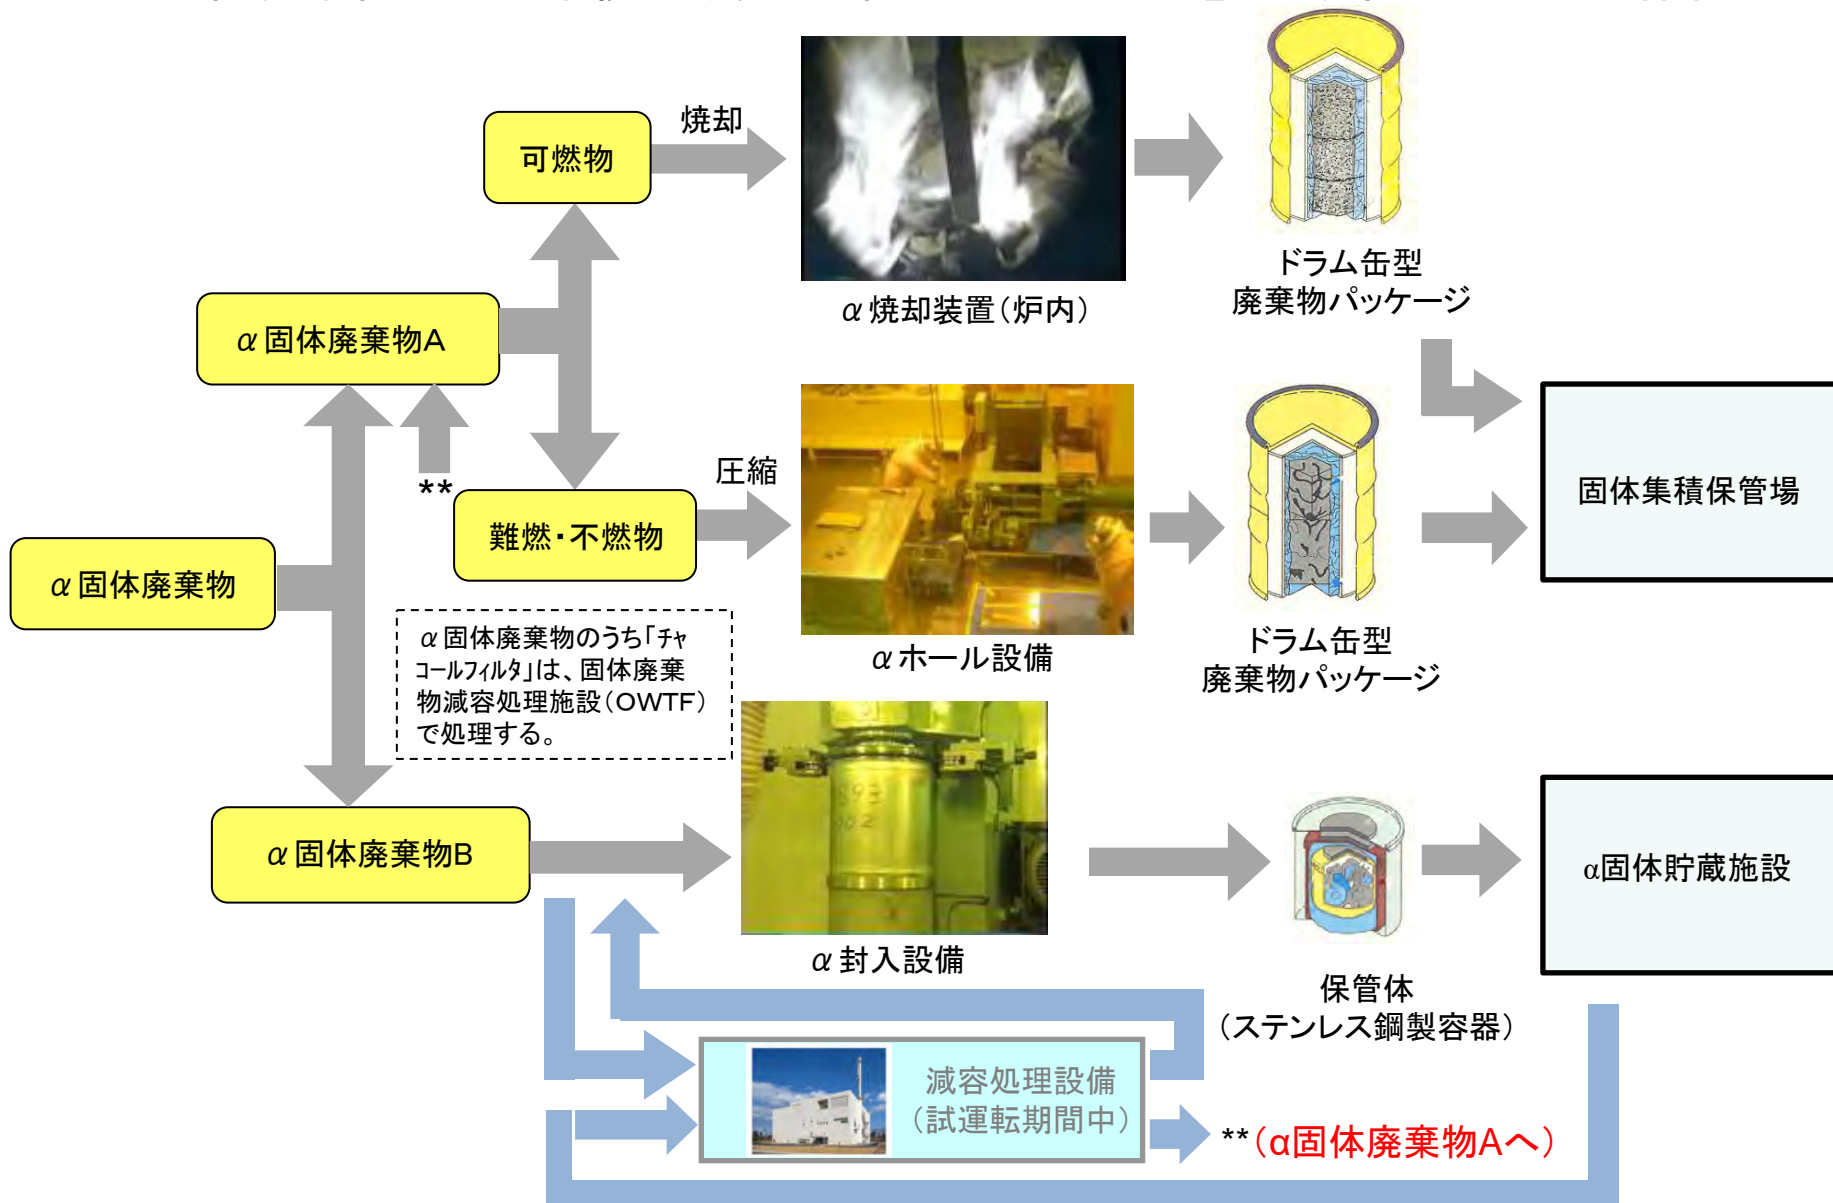 焼却
可燃物
ドラム缶型
廃棄物パッケージ
α焼却装置（炉内）
α固体廃棄物A
圧縮
**
難燃・不燃物
固体集積保管場
α固体廃棄物
α固体廃棄物のうち「チャ
コールフィルタ」は、固体廃棄
物減容処理施設（OWTF）
で処理する。
αホール設備
ドラム缶型
廃棄物パッケージ
α固体廃棄物B
α固体貯蔵施設
α封入設備
保管体
（ステンレス鋼製容器）
減容処理設備
（試運転期間中）
**（α固体廃棄物Aへ）